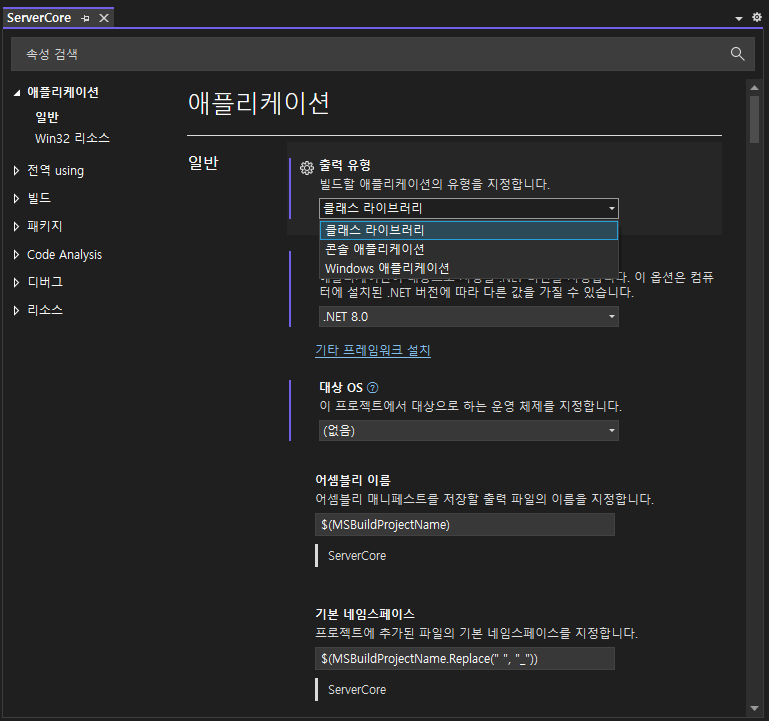 ServerCore
속성 검색
애플리케이션
일반
Win32 리소스
전역 using
빌드
패키지
Code Analysis
디버그
리소스
애플리케이션
일반
출력 유형
빌드할 애플리케이션의 유형을 지정합니다.
클래스 라이브러리
클래스 라이브러리
콘솔 애플리케이션
Windows 애플리케이션
이 옵션은 컴퓨
터에 설치된 .NET 버전에 따라 다른 값을 가질 수 있습니다.
.NET 8.0
기타 프레임워크 설치
대상 OS
이 프로젝트에서 대상으로 하는 운영 체제를 지정합니다.
(없음)
어셈블리 이름
어셈블리 매니페스트를 저장할 출력 파일의 이름을 지정합니다.
$(MSBuildProjectName)
ServerCore
기본 네임스페이스
프로젝트에 추가된 파일의 기본 네임스페이스를 지정합니다.
$(MSBuildProjectName.Replace(" ", "_"))
ServerCore